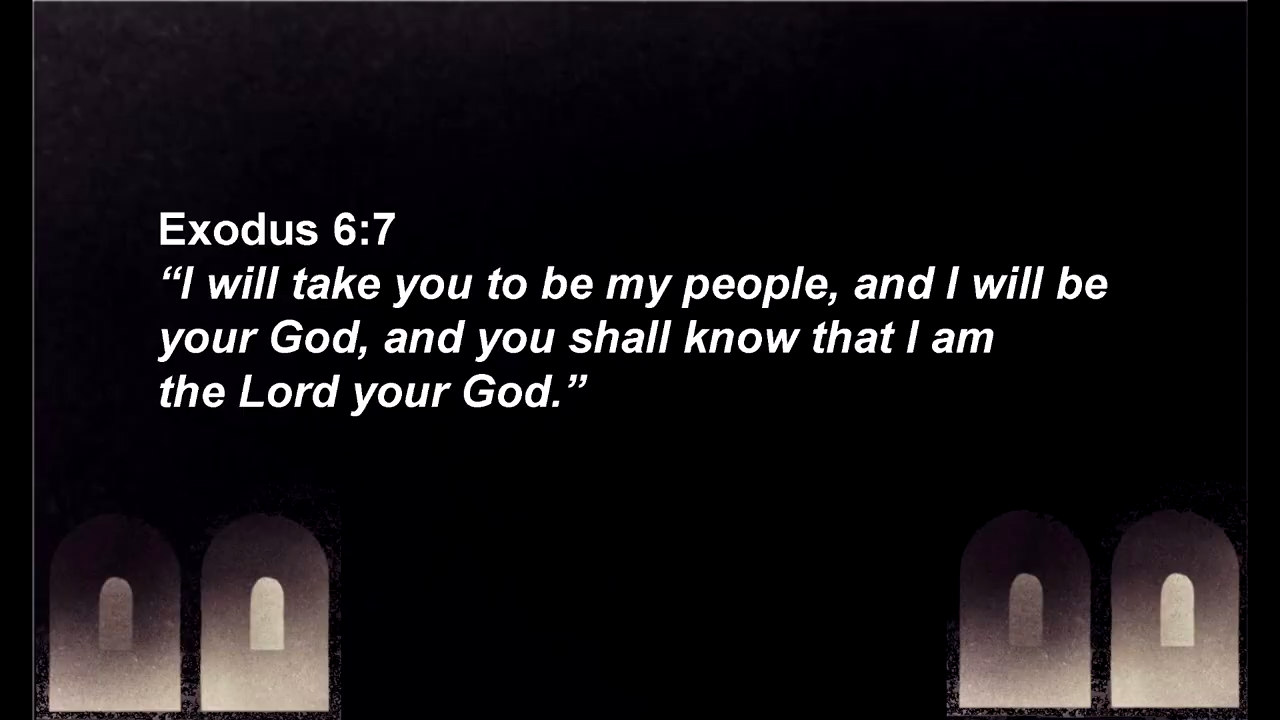 Exodus 6:7
“I will take you to be my people, and I will be
your God, and you shall know that I am
the Lord your God.”